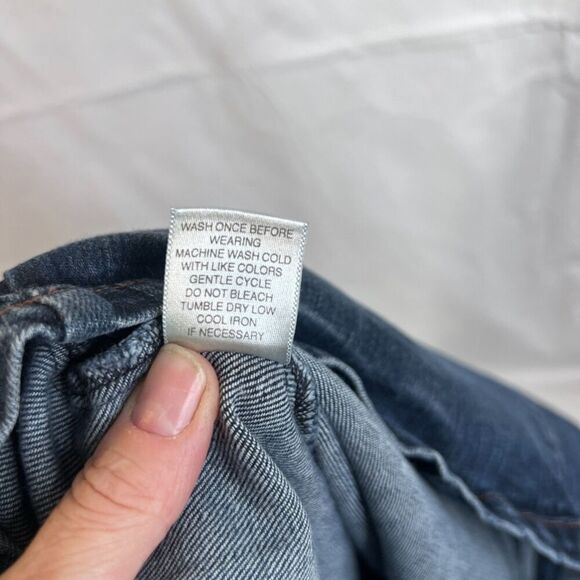 WASH ONCE BEFORE
WEARING
MACHINE WASH COLD
WITH LIKE COLORS
GENTLE CYCLE
DO NOT BLEACH
TUMBLE DRY LOW
COOL IRON
IF NECESSARY